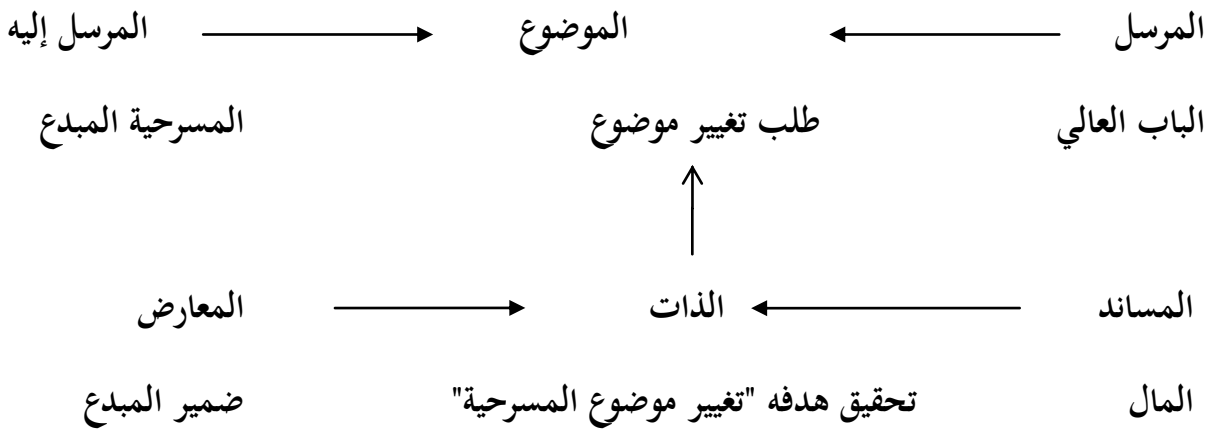 المرسل الموضوع المرسل إليه
الباب العالي طلب تغيير موضوع المسرحية المبدع
المساند الذات المعارض
المال تحقيق هدفه "تغيير موضوع المسرحية" ضمير المبدع